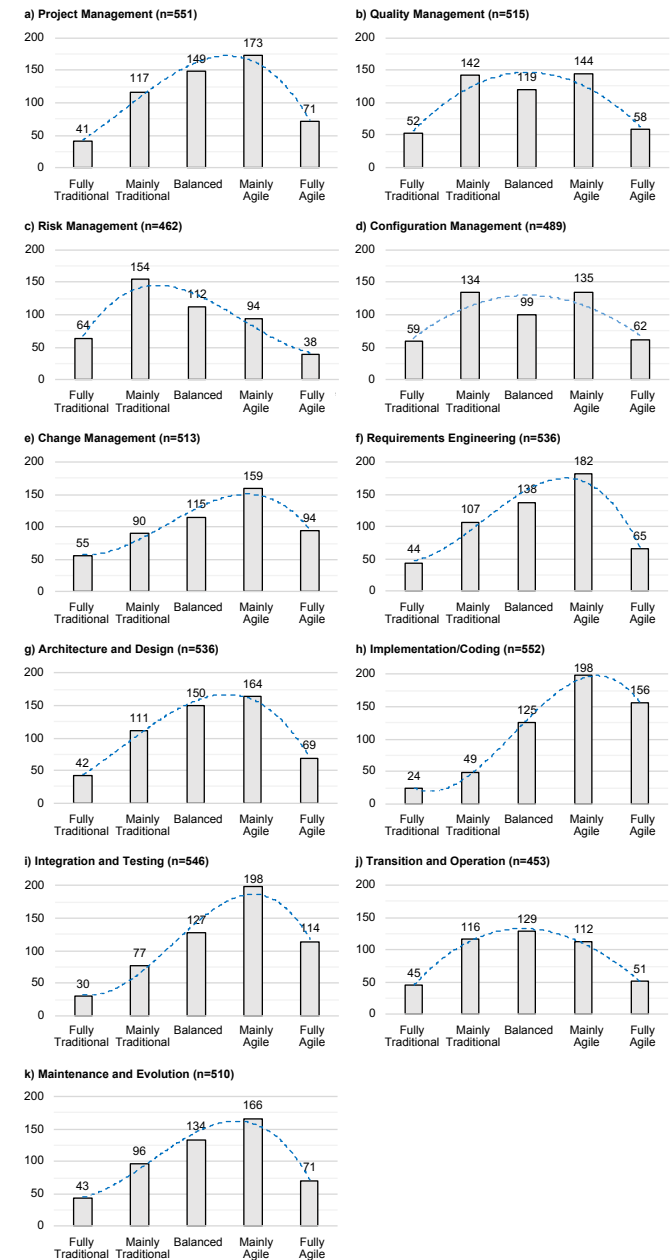 a) Project Management (n=551)
200
150
100
50
0
41
117
149
173
71
Fully Traditional
Mainly Traditional
Balanced
Mainly Agile
Fully Agile
b) Quality Management (n=515)
200
150
100
50
0
52
142
119
144
58
Fully Traditional
Mainly Traditional
Balanced
Mainly Agile
Fully Agile
c) Risk Management (n=462)
200
150
100
50
0
64
154
112
94
38
Fully Traditional
Mainly Traditional
Balanced
Mainly Agile
Fully Agile
d) Configuration Management (n=489)
200
150
100
50
0
59
134
99
135
62
Fully Traditional
Mainly Traditional
Balanced
Mainly Agile
Fully Agile
e) Change Management (n=513)
200
150
100
50
0
55
90
115
159
94
Fully Traditional
Mainly Traditional
Balanced
Mainly Agile
Fully Agile
f) Requirements Engineering (n=536)
200
150
100
50
0
44
107
138
182
65
Fully Traditional
Mainly Traditional
Balanced
Mainly Agile
Fully Agile
g) Architecture and Design (n=536)
200
150
100
50
0
42
111
150
164
69
Fully Traditional
Mainly Traditional
Balanced
Mainly Agile
Fully Agile
h) Implementation/Coding (n=552)
200
150
100
50
0
24
49
125
198
156
Fully Traditional
Mainly Traditional
Balanced
Mainly Agile
Fully Agile
i) Integration and Testing (n=546)
200
150
100
50
0
30
77
127
198
114
Fully Traditional
Mainly Traditional
Balanced
Mainly Agile
Fully Agile
j) Transition and Operation (n=453)
200
150
100
50
0
45
116
129
112
51
Fully Traditional
Mainly Traditional
Balanced
Mainly Agile
Fully Agile
k) Maintenance and Evolution (n=510)
200
150
100
50
0
43
96
134
166
71
Fully Traditional
Mainly Traditional
Balanced
Mainly Agile
Fully Agile